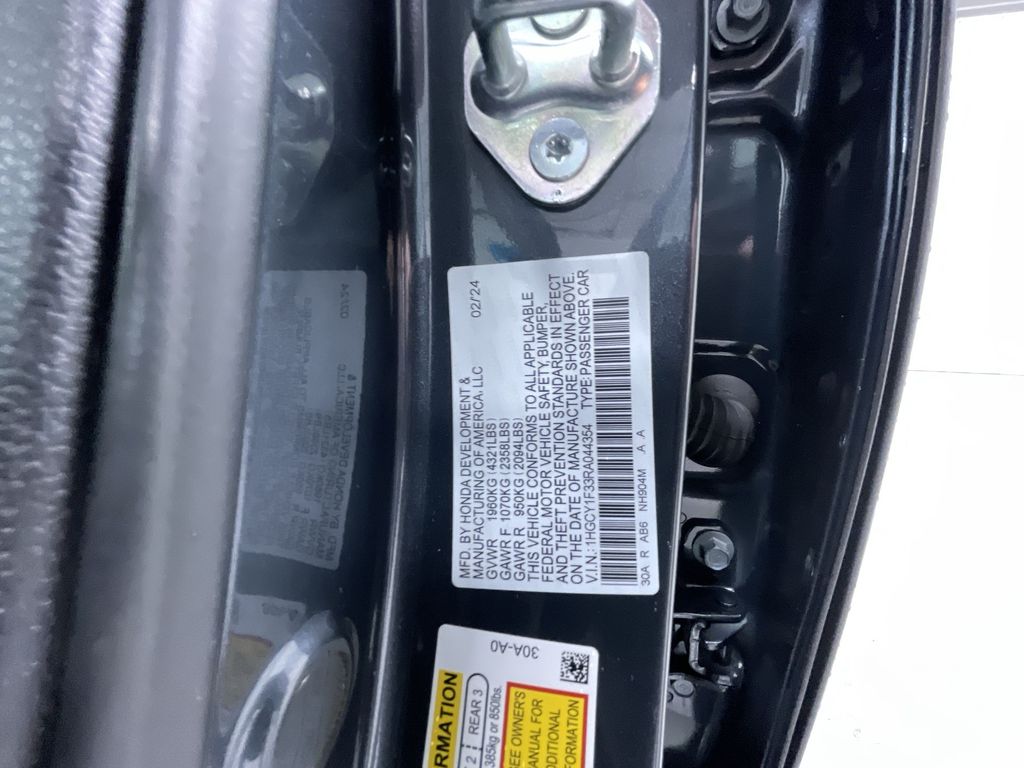 MFD. BY HONDA DEVELOPMENT & 02/'24
MANUFACTURING OF AMERICA, LLC
GVWR 1960KG (4321LBS)
GAWR F 1070KG (2358LBS)
GAWR R 950KG (2094LBS)
THIS VEHICLE CONFORMS TO ALL APPLICABLE
FEDERAL MOTOR VEHICLE SAFETY, BUMPER,
AND THEFT PREVENTION STANDARDS IN EFFECT
ON THE DATE OF MANUFACTURE SHOWN ABOVE.
V.I.N.:1HGCY1F33RA044354 TYPE:PASSENGER CAR
30A R AB6 NH904M A A
30A-A0
RMATION
2 REAR 3
385kg or 850lbs.
SEE OWNER'S
ANUAL FOR
DDITIONAL
FORMATION